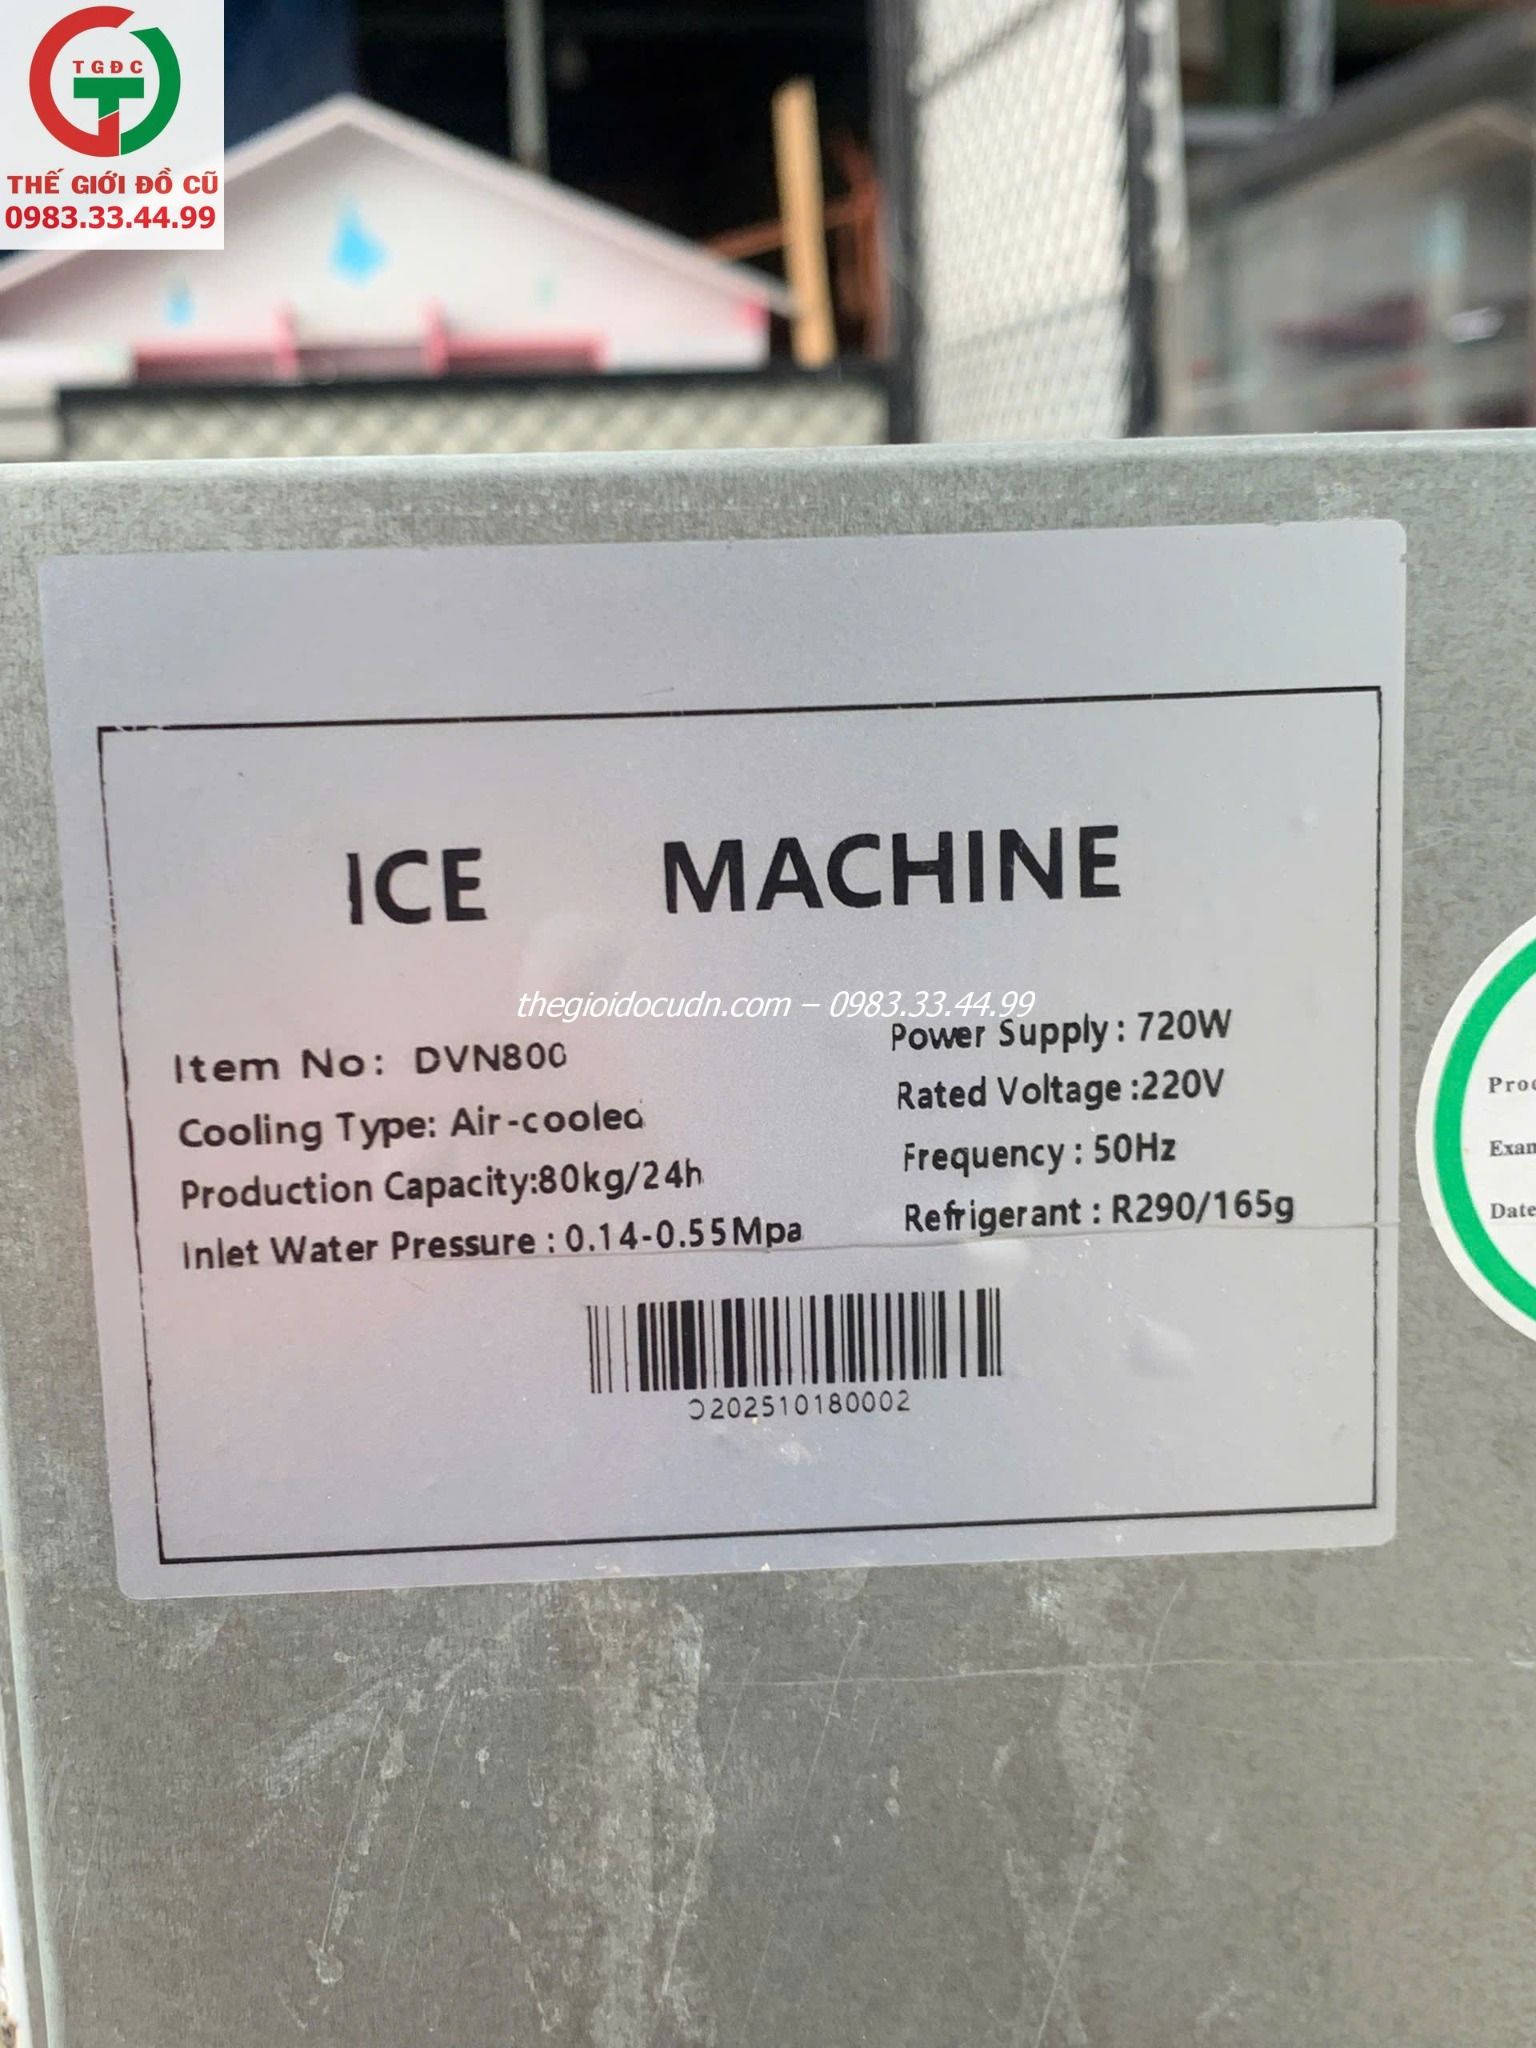 TGĐC
THẾ GIỚI ĐỒ CŨ
0983.33.44.99
ICE MACHINE
thegioidocudn.com – 0983.33.44.99
Item No: DVN800
Cooling Type: Air-cooled
Production Capacity:80kg/24h
Inlet Water Pressure : 0.14-0.55Mpa
Power Supply : 720W
Rated Voltage :220V
Frequency : 50Hz
Refrigerant : R290/165g
202510180002
Date